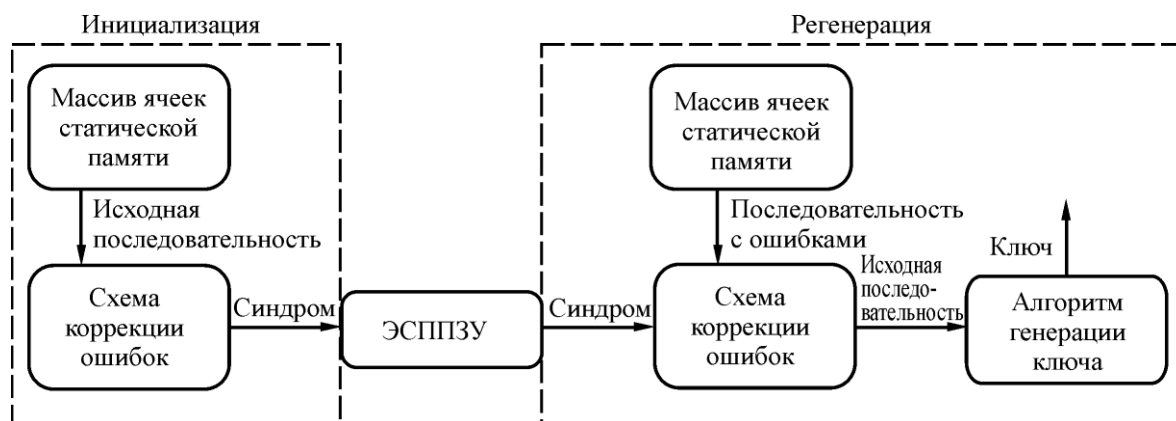 Инициализация
Массив ячеек
статической
памяти
Исходная
последовательность
Схема
коррекции
ошибок
Синдром
ЭСППЗУ
Регенерация
Массив ячеек
статической
памяти
Последовательность
с ошибками
Синдром
Схема
коррекции
ошибок
Исходная
последо-
вательность
Ключ
Алгоритм
генерации
ключа